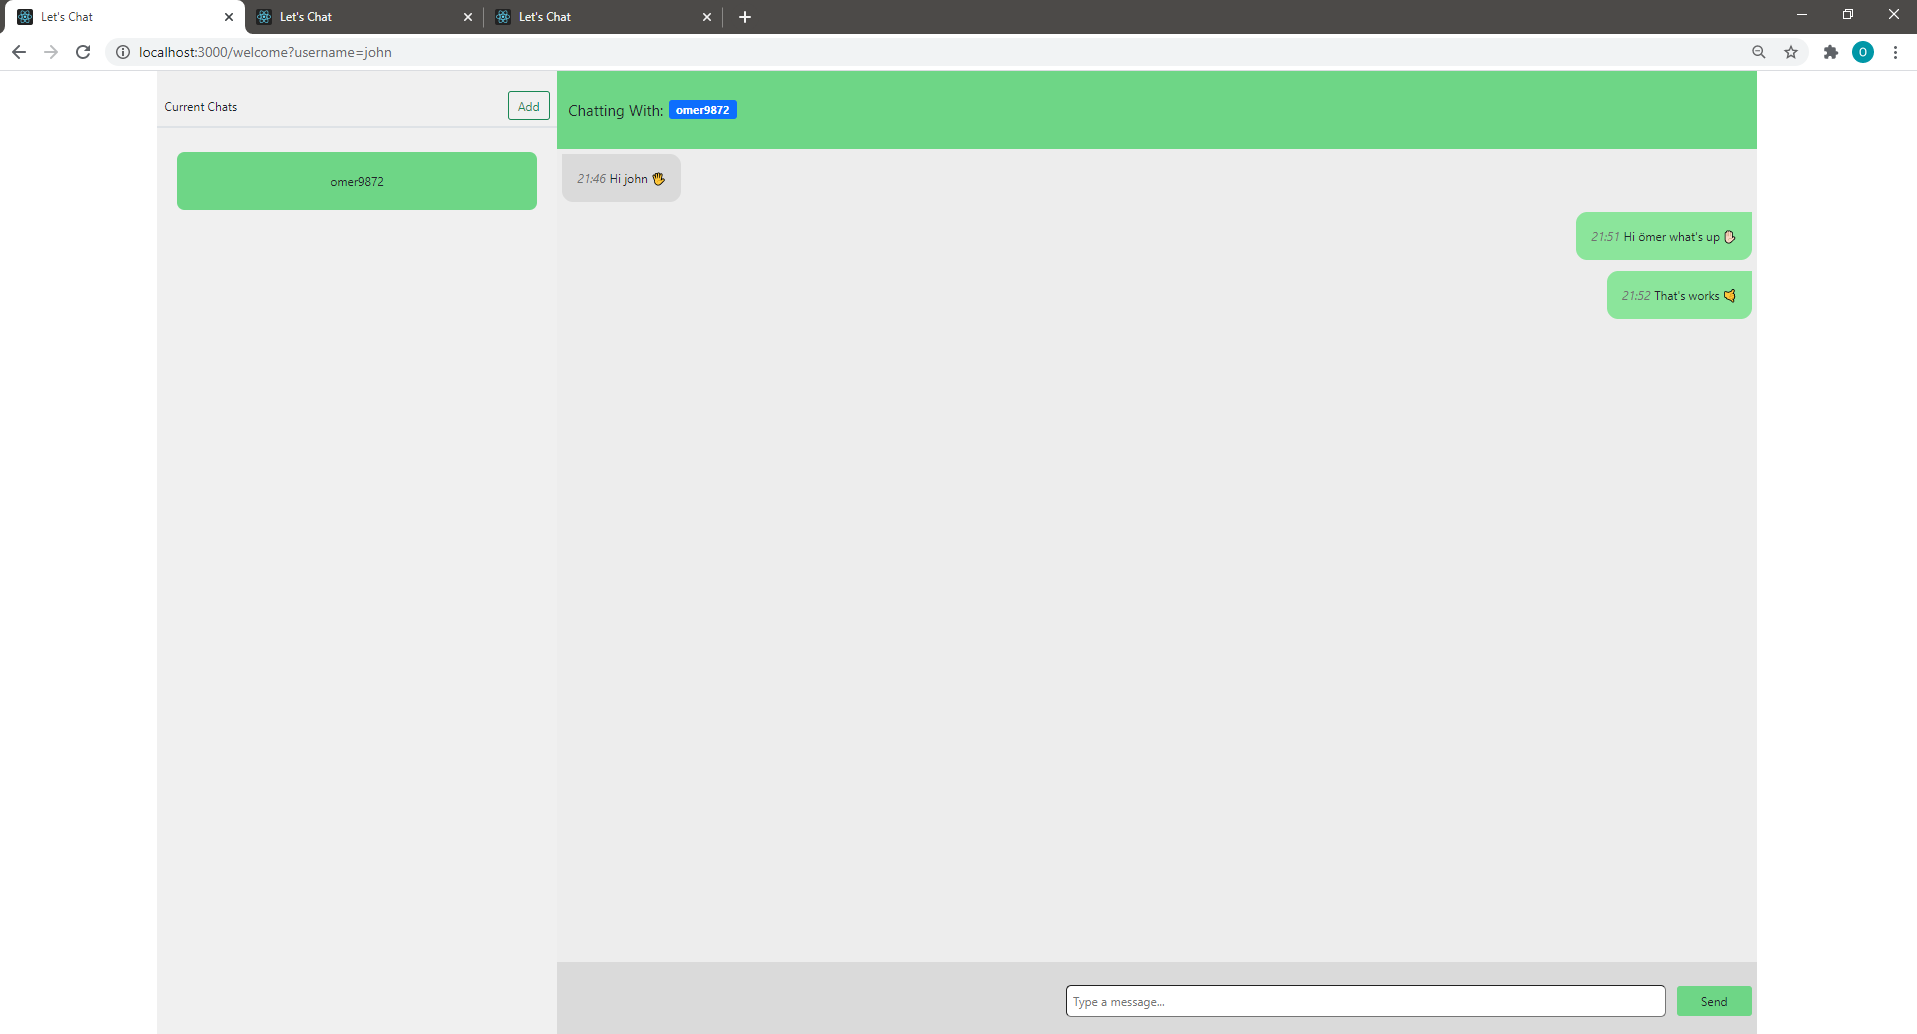 Let's Chat
Let's Chat
Let's Chat
localhost:3000/welcome?username=john
O
Current Chats
Add
omer9872
Chatting With: omer9872
21:46 Hi john 🤚
21:51 Hi ömer what's up ✋🏻
21:52 That's works 🤙
Type a message...
Send